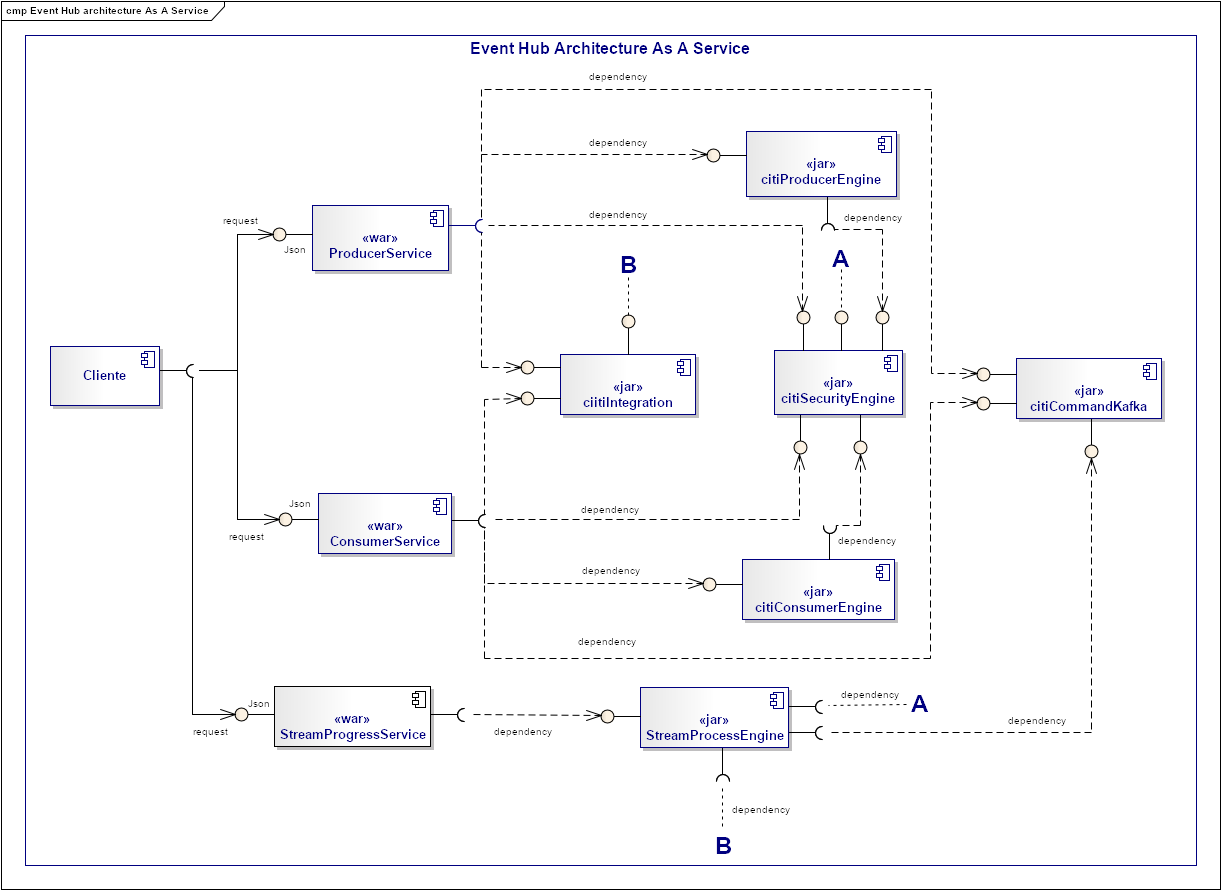 cmp Event Hub architecture As A Service
Event Hub Architecture As A Service
dependency
dependency
«jar»
citiProducerEngine
dependency
dependency
request
Json
«war»
ProducerService
B
A
Cliente
«jar»
ciitiIntegration
«jar»
citiSecurityEngine
«jar»
citiCommandKafka
Json
request
«war»
ConsumerService
dependency
dependency
dependency
«jar»
citiConsumerEngine
dependency
Json
request
«war»
StreamProgressService
dependency
«jar»
StreamProcessEngine
dependency
A
dependency
dependency
B